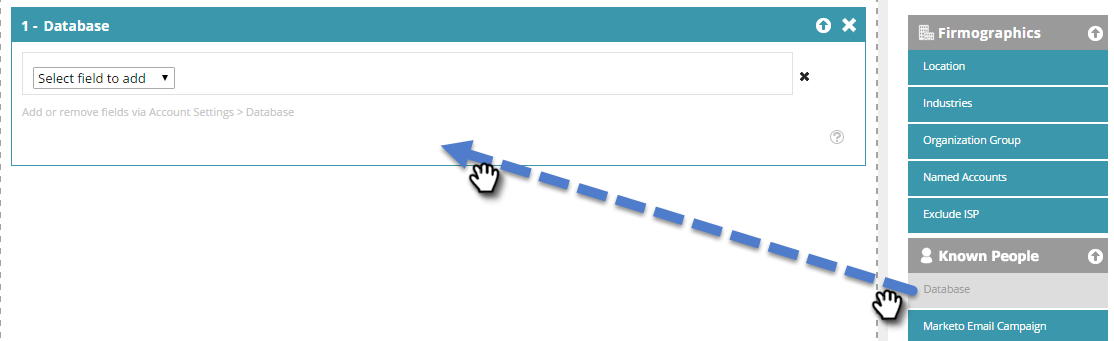 1 - Database
Select field to add
Add or remove fields via Account Settings > Database
Firmographics
Location
Industries
Organization Group
Named Accounts
Exclude ISP
Known People
Database
Marketo Email Campaign